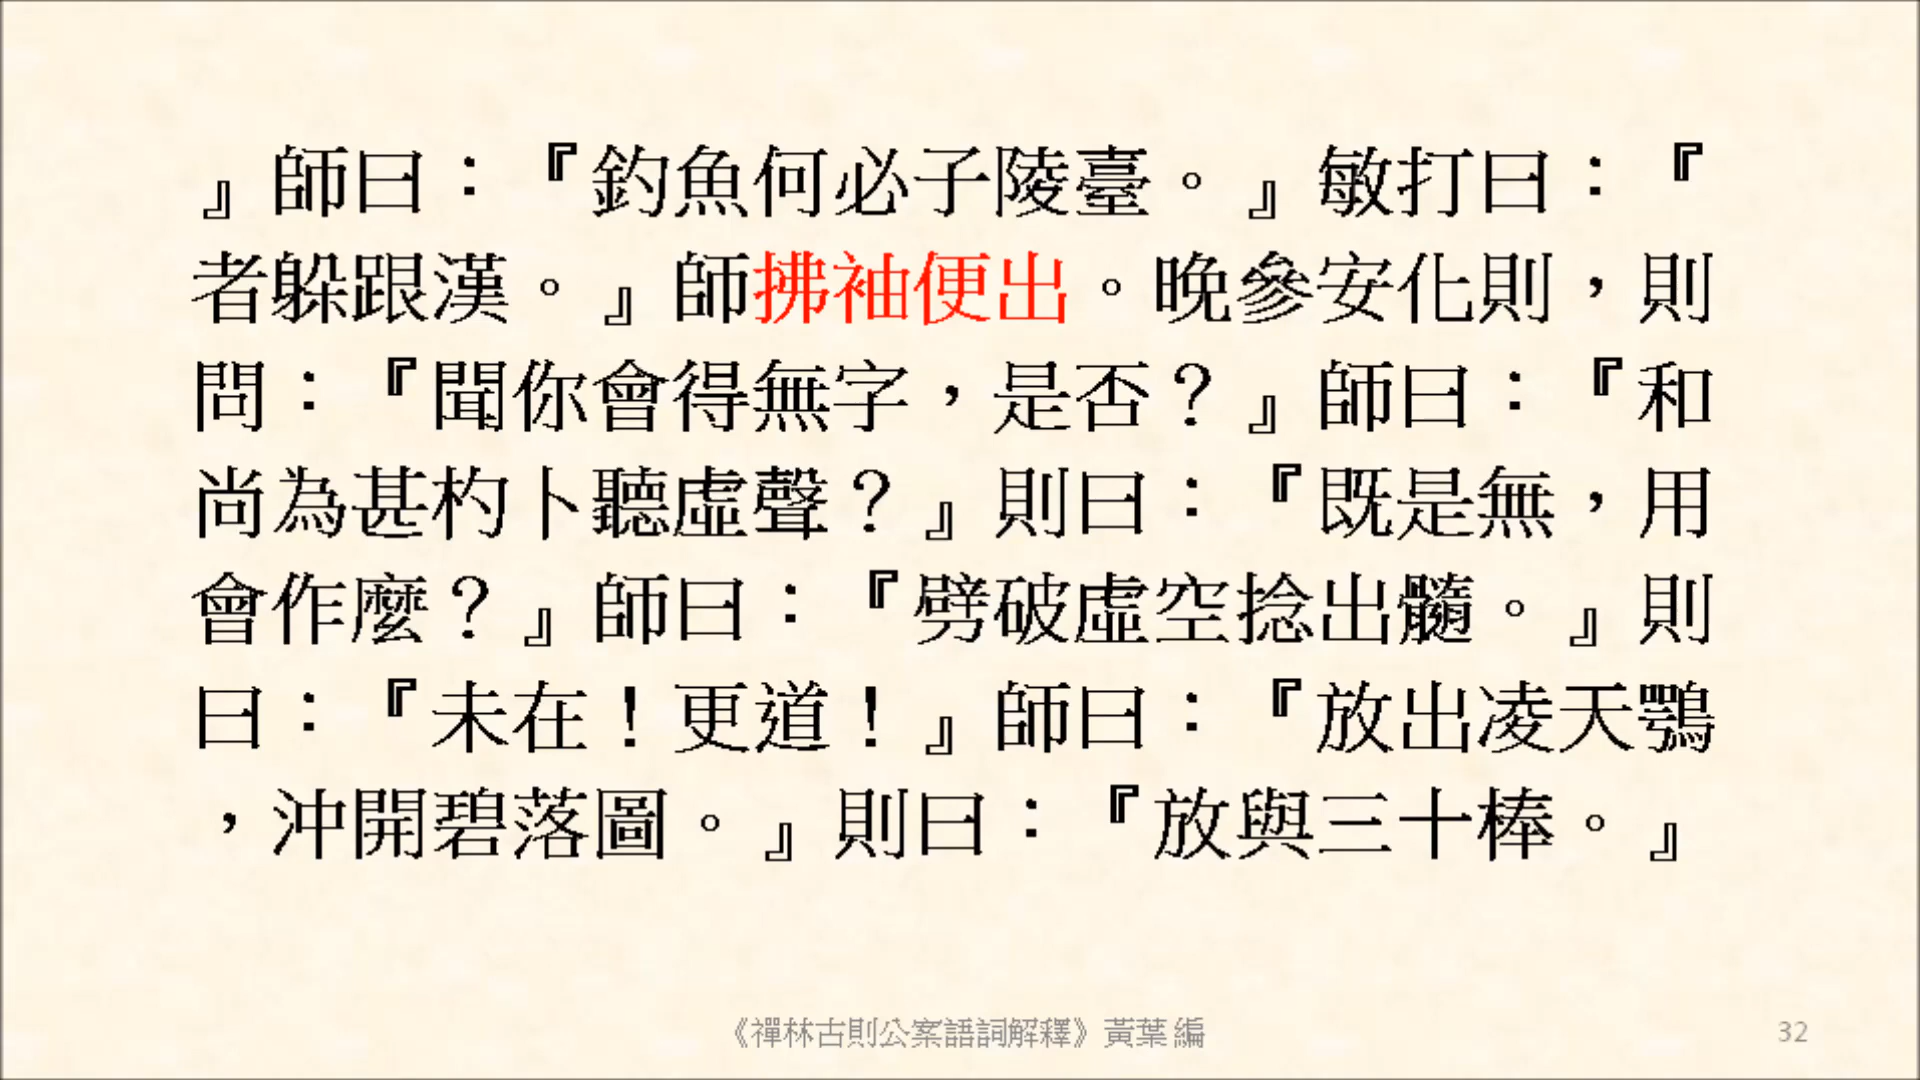 』師曰：『釣魚何必子陵臺。』敏打曰：『
者躲跟漢。』師拂袖便出。晚參安化則，則
問：『聞你會得無字，是否？』師曰：『和
尚為甚杓卜聽虛聲？』則曰：『既是無，用
會作麼？』師曰：『劈破虛空捻出髓。』則
曰：『未在！更道！』師曰：『放出凌天鶚
，沖開碧落圖。』則曰：『放與三十棒。』
《禪林古則公案語詞解釋》黃葉 編
32